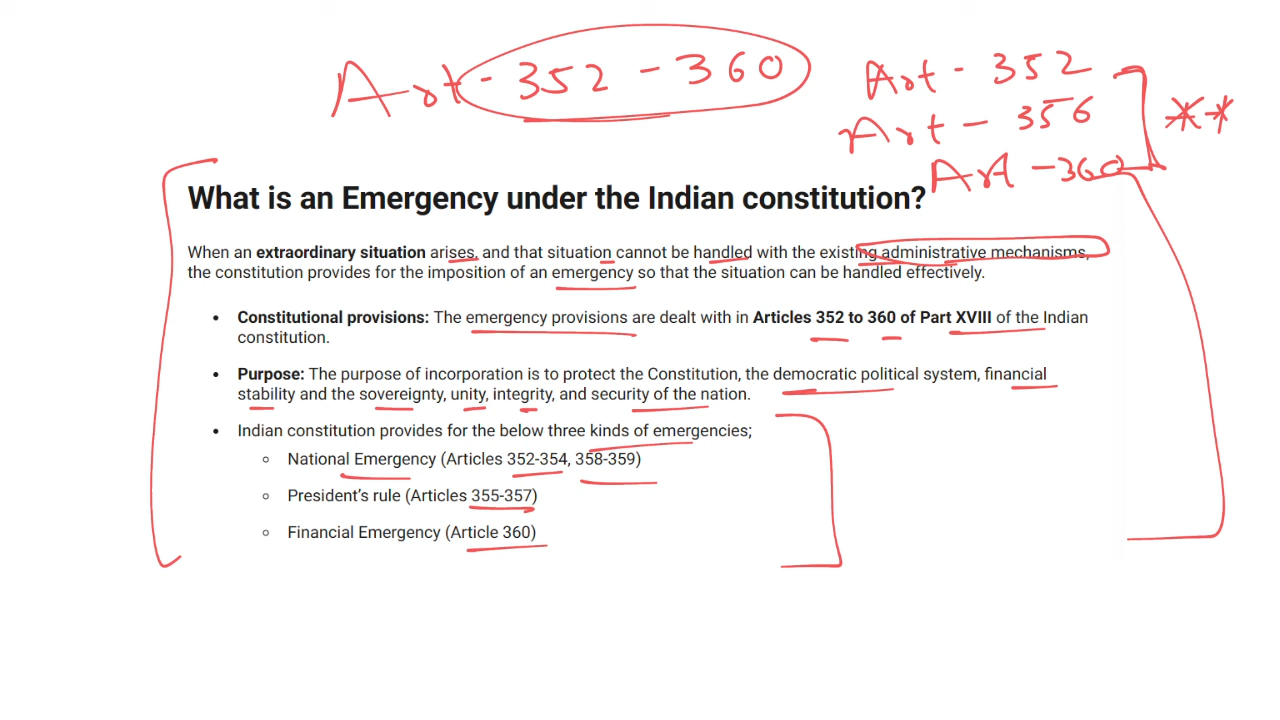 Art - 352 - 360
Art - 352
Art - 356
Art - 360
**
What is an Emergency under the Indian constitution?
When an extraordinary situation arises, and that situation cannot be handled with the existing administrative mechanisms,
the constitution provides for the imposition of an emergency so that the situation can be handled effectively.
• Constitutional provisions: The emergency provisions are dealt with in Articles 352 to 360 of Part XVIII of the Indian
constitution.
• Purpose: The purpose of incorporation is to protect the Constitution, the democratic political system, financial
stability and the sovereignty, unity, integrity, and security of the nation.
• Indian constitution provides for the below three kinds of emergencies;
◦ National Emergency (Articles 352-354, 358-359)
◦ President's rule (Articles 355-357)
◦ Financial Emergency (Article 360)